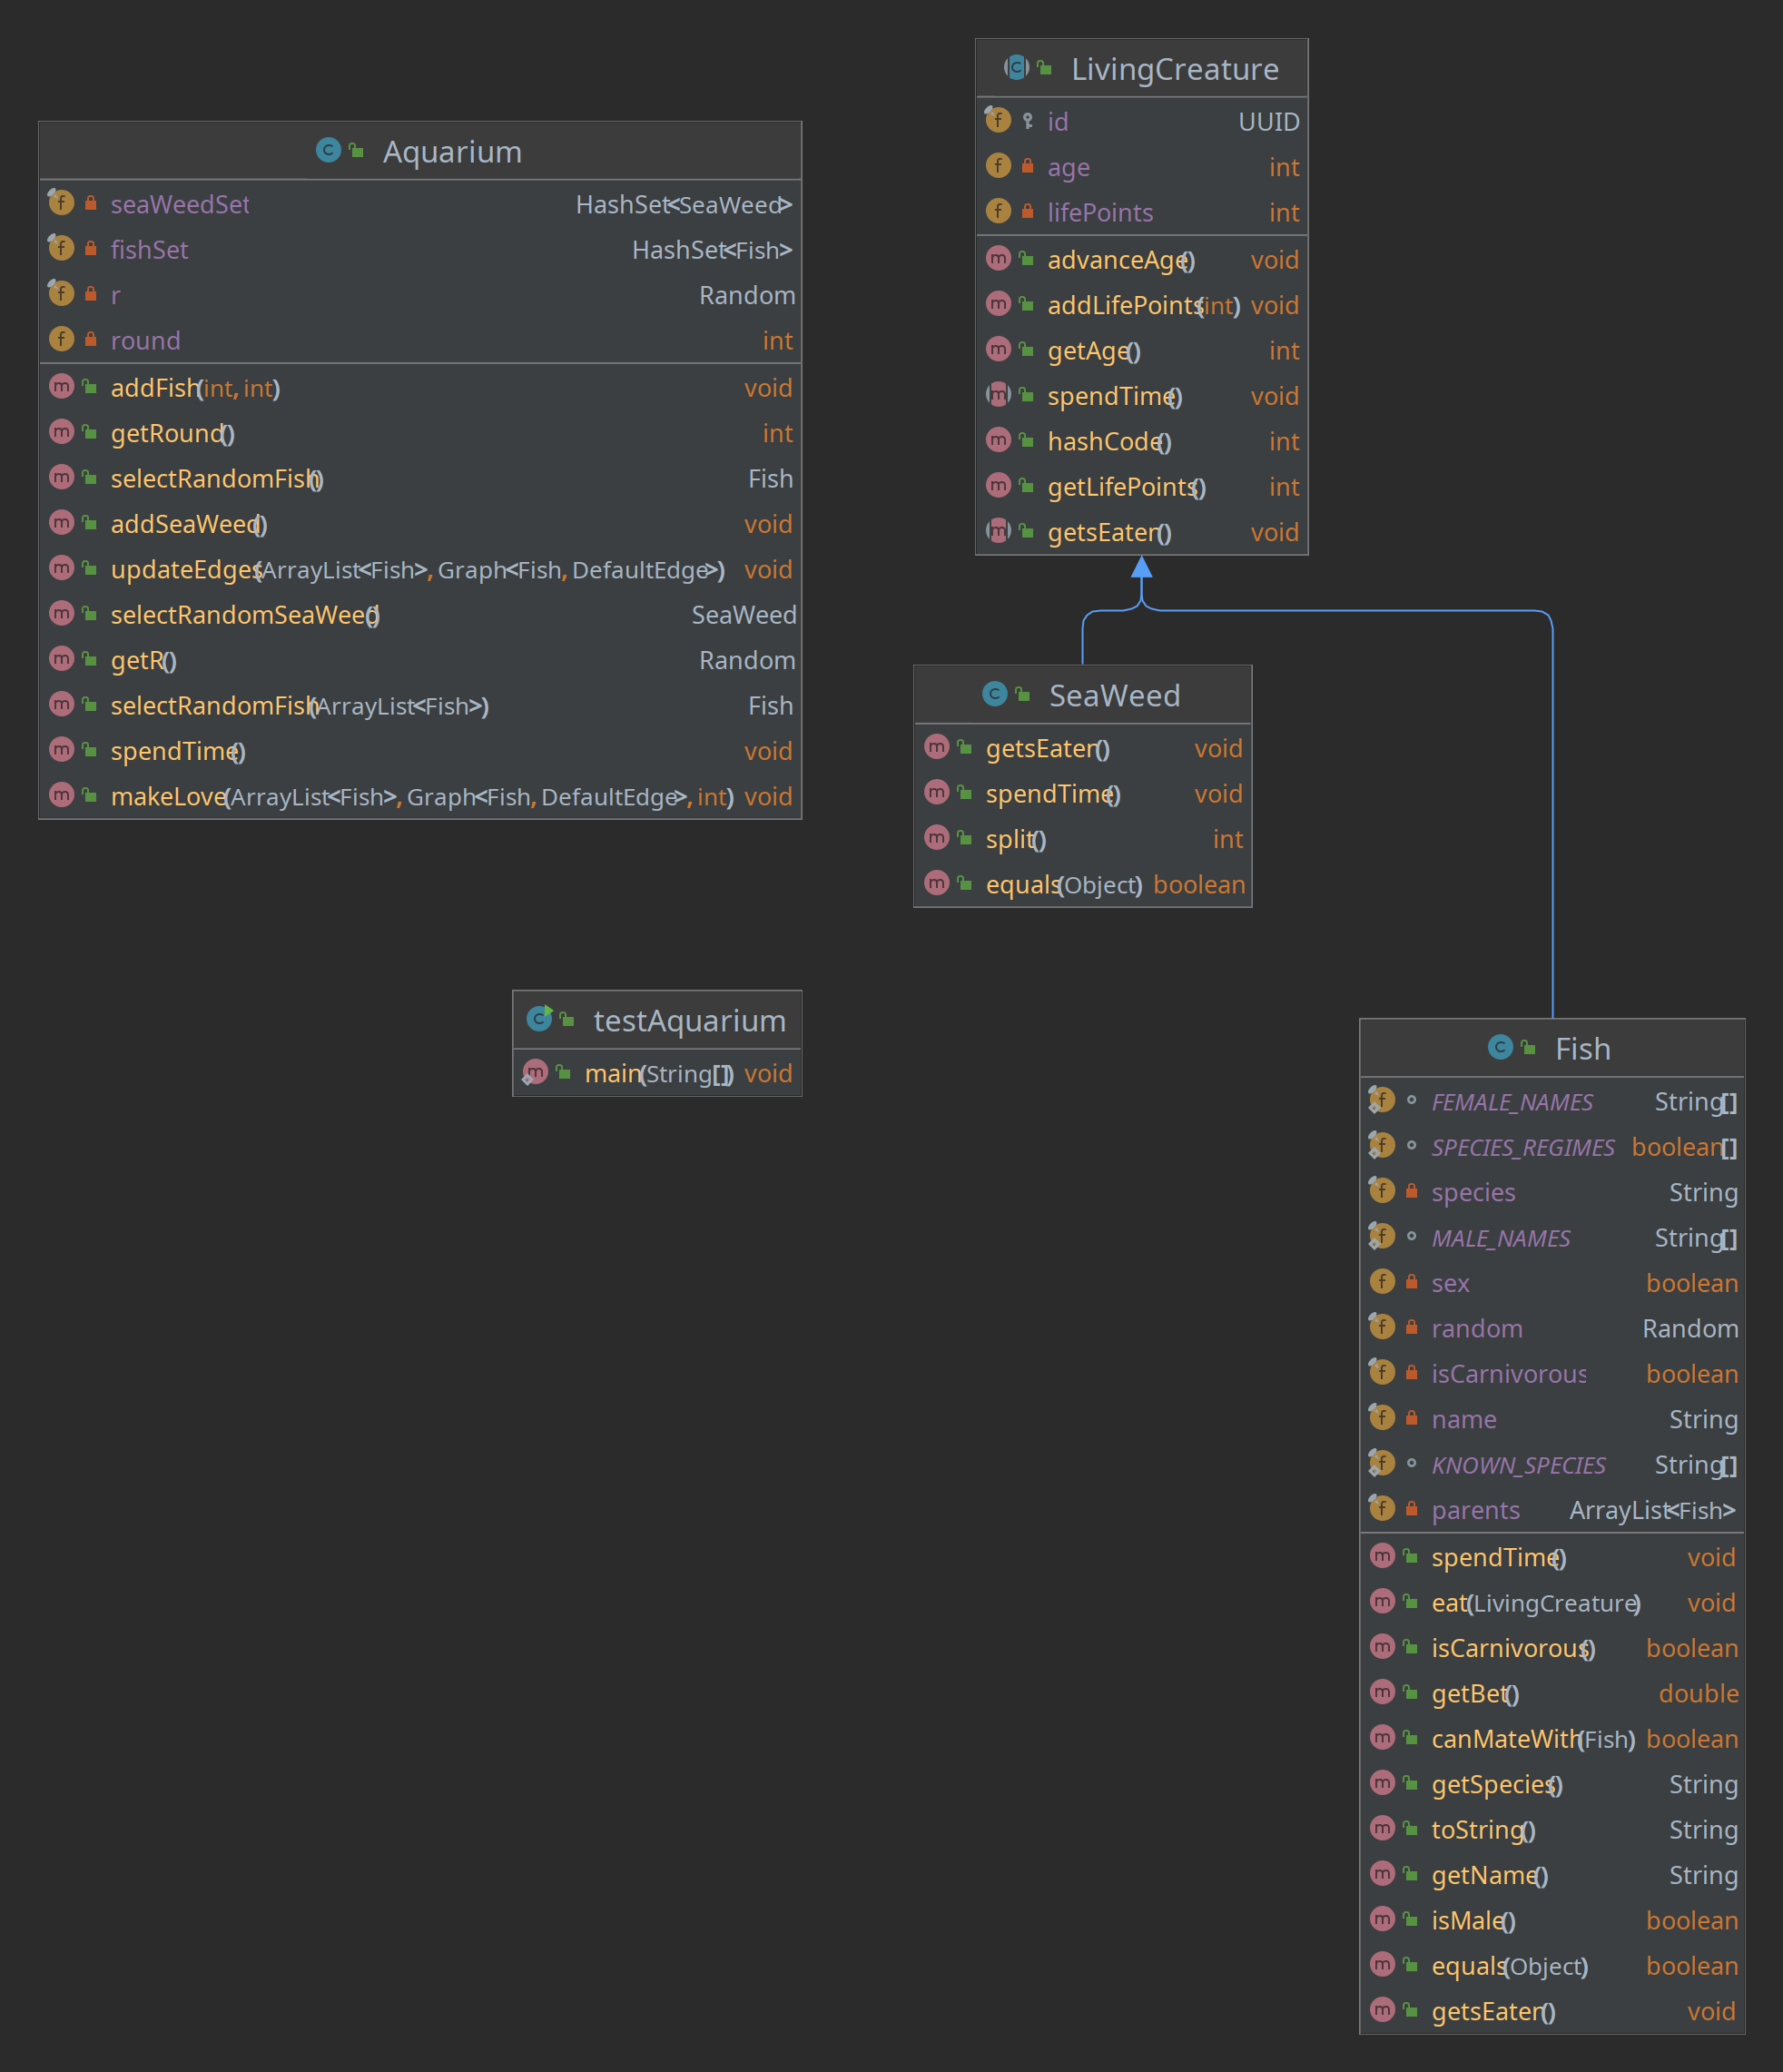 Aquarium
seaWeedSet HashSet<SeaWeed>
fishSet HashSet<Fish>
r Random
round int
addFish(int, int) void
getRound() int
selectRandomFish() Fish
addSeaWeed() void
updateEdges(ArrayList<Fish>, Graph<Fish, DefaultEdge>) void
selectRandomSeaWeed() SeaWeed
getR() Random
selectRandomFish(ArrayList<Fish>) Fish
spendTime() void
makeLove(ArrayList<Fish>, Graph<Fish, DefaultEdge>, int) void
LivingCreature
id UUID
age int
lifePoints int
advanceAge() void
addLifePoints(int) void
getAge() int
spendTime() void
hashCode() int
getLifePoints() int
getsEaten() void
SeaWeed
getsEaten() void
spendTime() void
split() int
equals(Object) boolean
testAquarium
main(String[]) void
Fish
FEMALE_NAMES String[]
SPECIES_REGIMES boolean[]
species String
MALE_NAMES String[]
sex boolean
random Random
isCarnivorous boolean
name String
KNOWN_SPECIES String[]
parents ArrayList<Fish>
spendTime() void
eat(LivingCreature) void
isCarnivorous() boolean
getBet() double
canMateWith(Fish) boolean
getSpecies() String
toString() String
getName() String
isMale() boolean
equals(Object) boolean
getsEaten() void